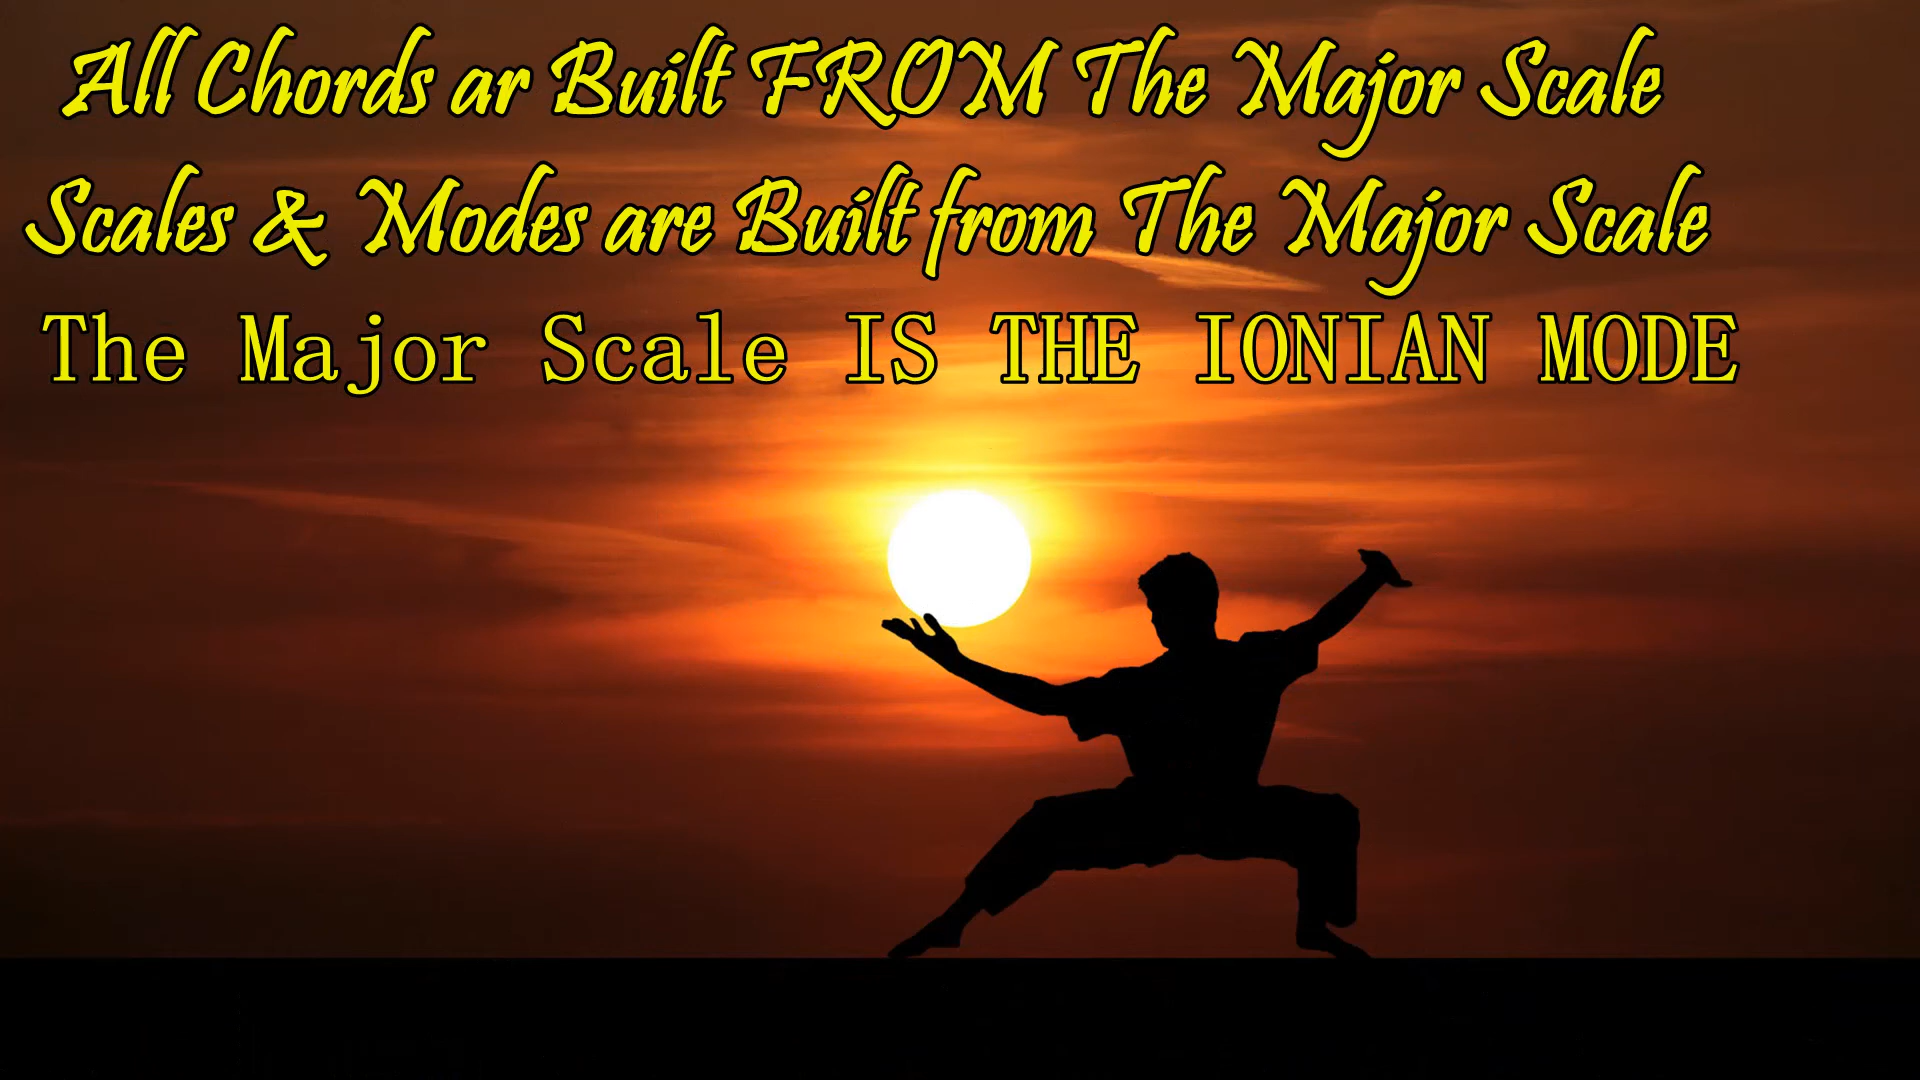 All Chords ar Built FROM The Major Scale
Scales & Modes are Built from The Major Scale
The Major Scale IS THE IONIAN MODE